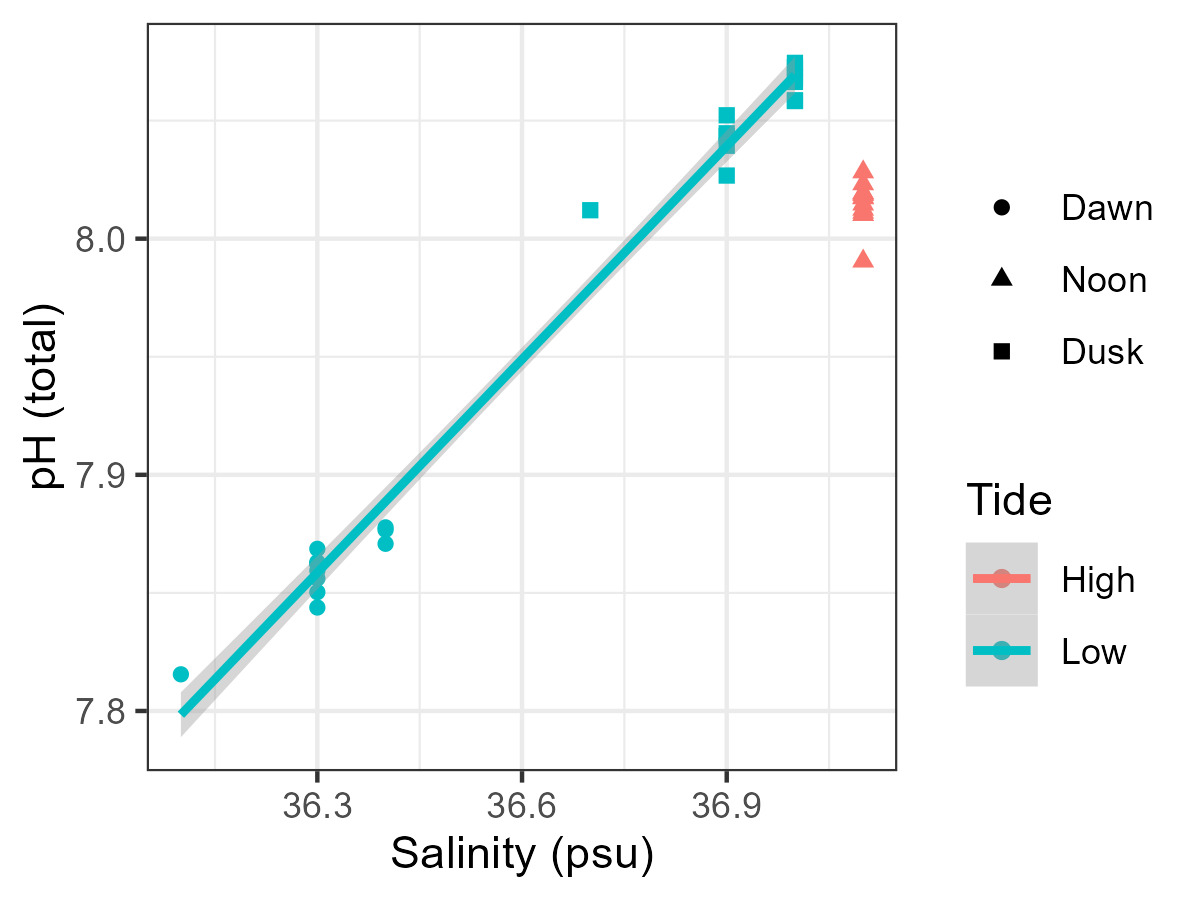 8.0
7.9
7.8
pH (total)
36.3 36.6 36.9
Salinity (psu)
Dawn
Noon
Dusk
Tide
High
Low